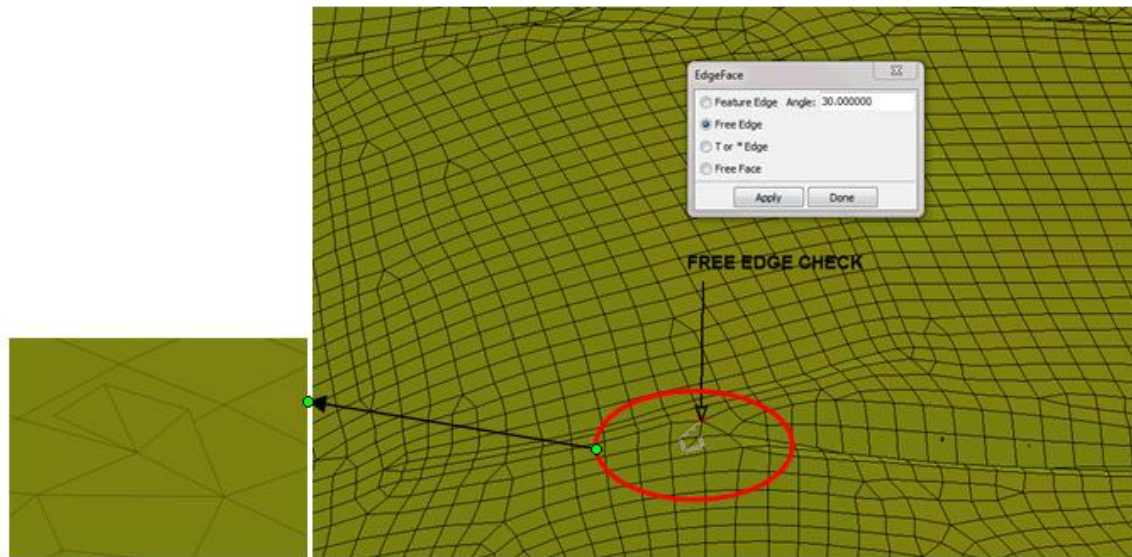 EdgeFace
Feature Edge Angle: 30.000000
Free Edge
T or * Edge
Free Face
Apply Done
FREE EDGE CHECK